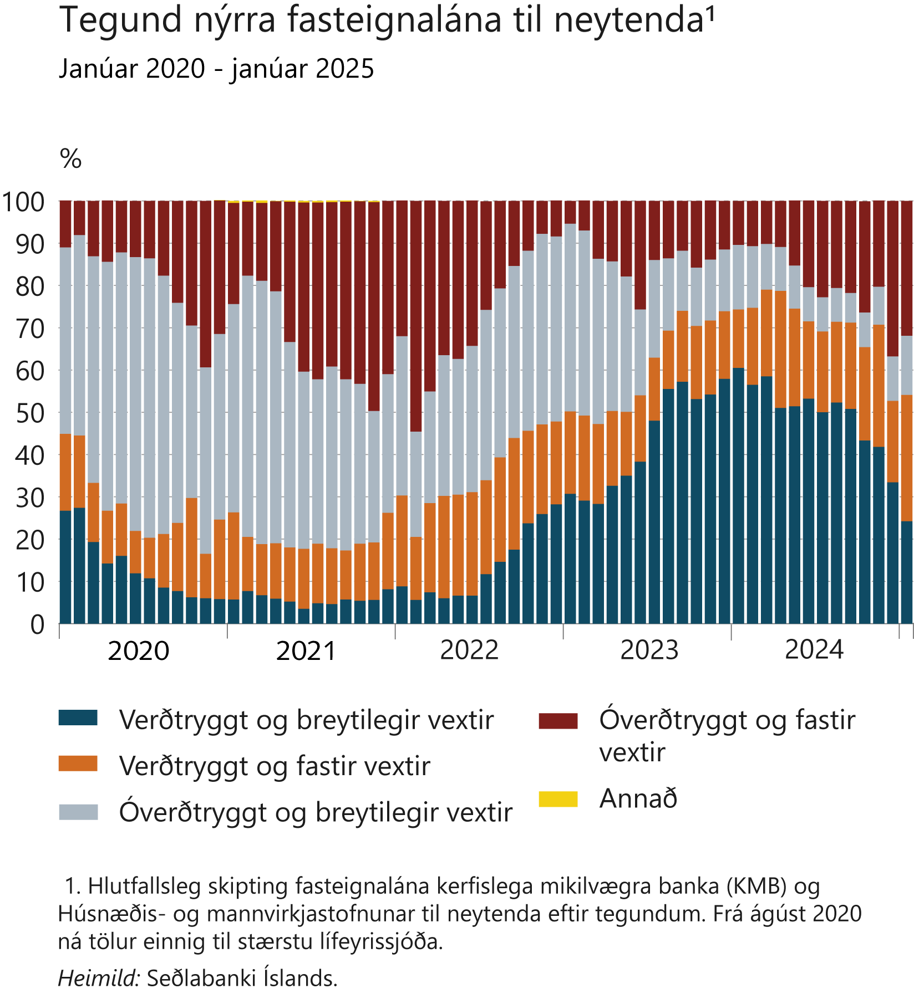 Tegund nýrra fasteignalána til neytenda¹
Janúar 2020 - janúar 2025
%
100
90
80
70
60
50
40
30
20
10
0
2020
2021
2022
2023
2024
Verðtryggt og breytilegir vextir
Verðtryggt og fastir vextir
Óverðtryggt og breytilegir vextir
Óverðtryggt og fastir
vextir
Annað
1. Hlutfallsleg skipting fasteignalána kerfislega mikilvægra banka (KMB) og
Húsnæðis- og mannvirkjastofnunar til neytenda eftir tegundum. Frá ágúst 2020
ná tölur einnig til stærstu lífeyrissjóða.
Heimild: Seðlabanki Íslands.